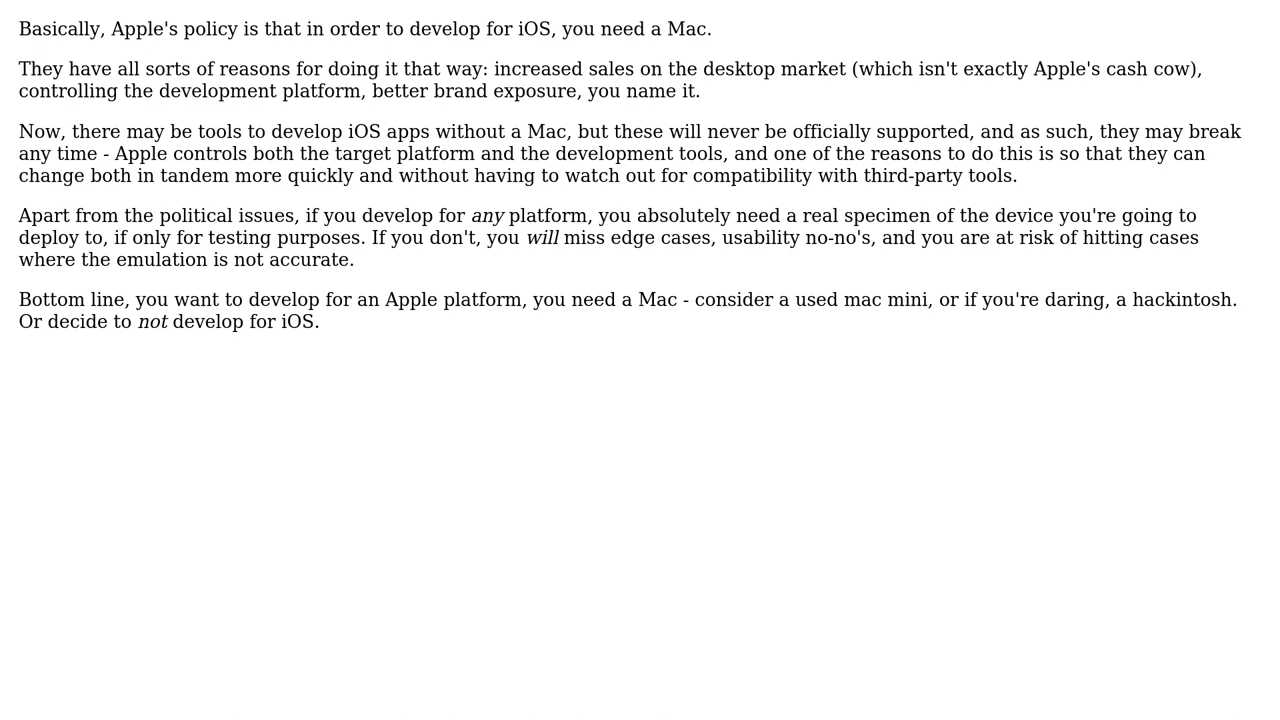 Basically, Apple's policy is that in order to develop for iOS, you need a Mac.
They have all sorts of reasons for doing it that way: increased sales on the desktop market (which isn't exactly Apple's cash cow),
controlling the development platform, better brand exposure, you name it.
Now, there may be tools to develop iOS apps without a Mac, but these will never be officially supported, and as such, they may break
any time - Apple controls both the target platform and the development tools, and one of the reasons to do this is so that they can
change both in tandem more quickly and without having to watch out for compatibility with third-party tools.
Apart from the political issues, if you develop for any platform, you absolutely need a real specimen of the device you're going to
deploy to, if only for testing purposes. If you don't, you will miss edge cases, usability no-no's, and you are at risk of hitting cases
where the emulation is not accurate.
Bottom line, you want to develop for an Apple platform, you need a Mac - consider a used mac mini, or if you're daring, a hackintosh.
Or decide to not develop for iOS.